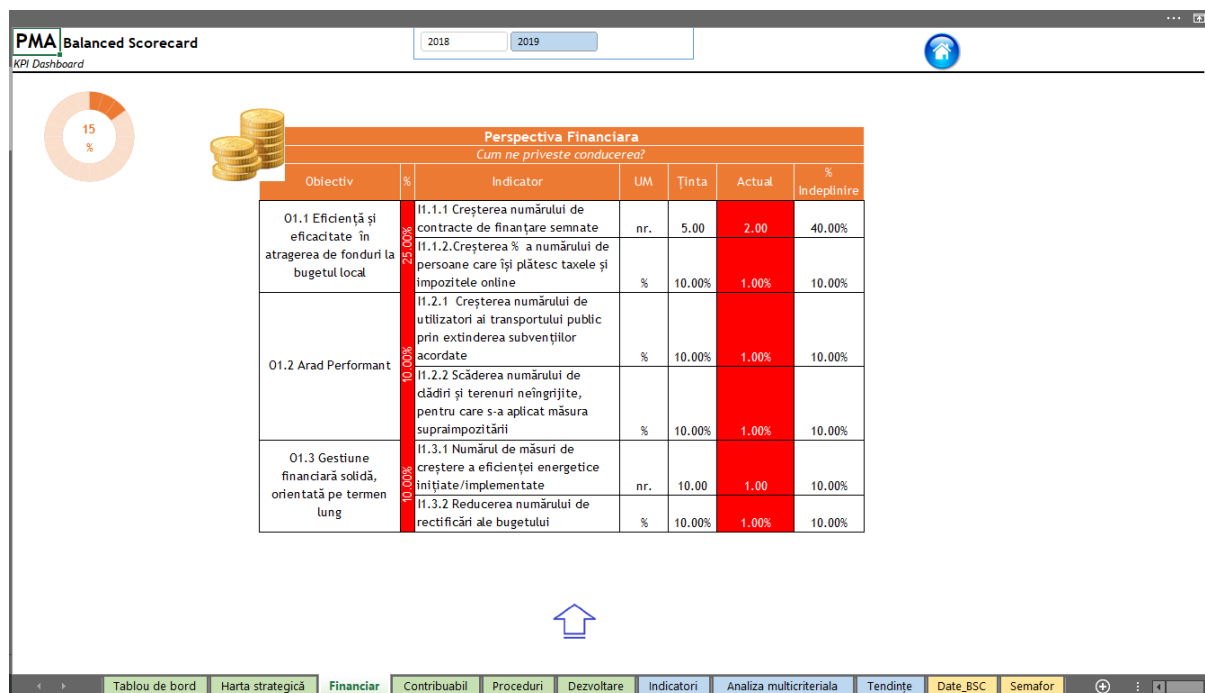 PMA Balanced Scorecard
KPI Dashboard
2018
2019
15
%
Perspectiva Financiara
Cum ne priveste conducerea?
Obiectiv
%
Indicator
UM
Ținta
Actual
%
Indeplinire
O1.1 Eficiență și
eficacitate în
atragerea de fonduri la
bugetul local
25.00%
I1.1.1 Creșterea numărului de
contracte de finanțare semnate
nr.
5.00
2.00
40.00%
I1.1.2.Creșterea % a numărului de
persoane care își plătesc taxele și
impozitele online
%
10.00%
1.00%
10.00%
O1.2 Arad Performant
10.00%
I1.2.1 Creșterea numărului de
utilizatori ai transportului public
prin extinderea subvențiilor
acordate
%
10.00%
1.00%
10.00%
I1.2.2 Scăderea numărului de
clădiri și terenuri neîngrijite,
pentru care s-a aplicat măsura
supraimpozitării
%
10.00%
1.00%
10.00%
O1.3 Gestiune
financiară solidă,
orientată pe termen
lung
10.00%
I1.3.1 Numărul de măsuri de
creștere a eficienței energetice
inițiate/implementate
nr.
10.00
1.00
10.00%
I1.3.2 Reducerea numărului de
rectificări ale bugetului
%
10.00%
1.00%
10.00%
Tablou de bord
Harta strategică
Financiar
Contribuabil
Proceduri
Dezvoltare
Indicatori
Analiza multicriteriala
Tendințe
Date_BSC
Semafor